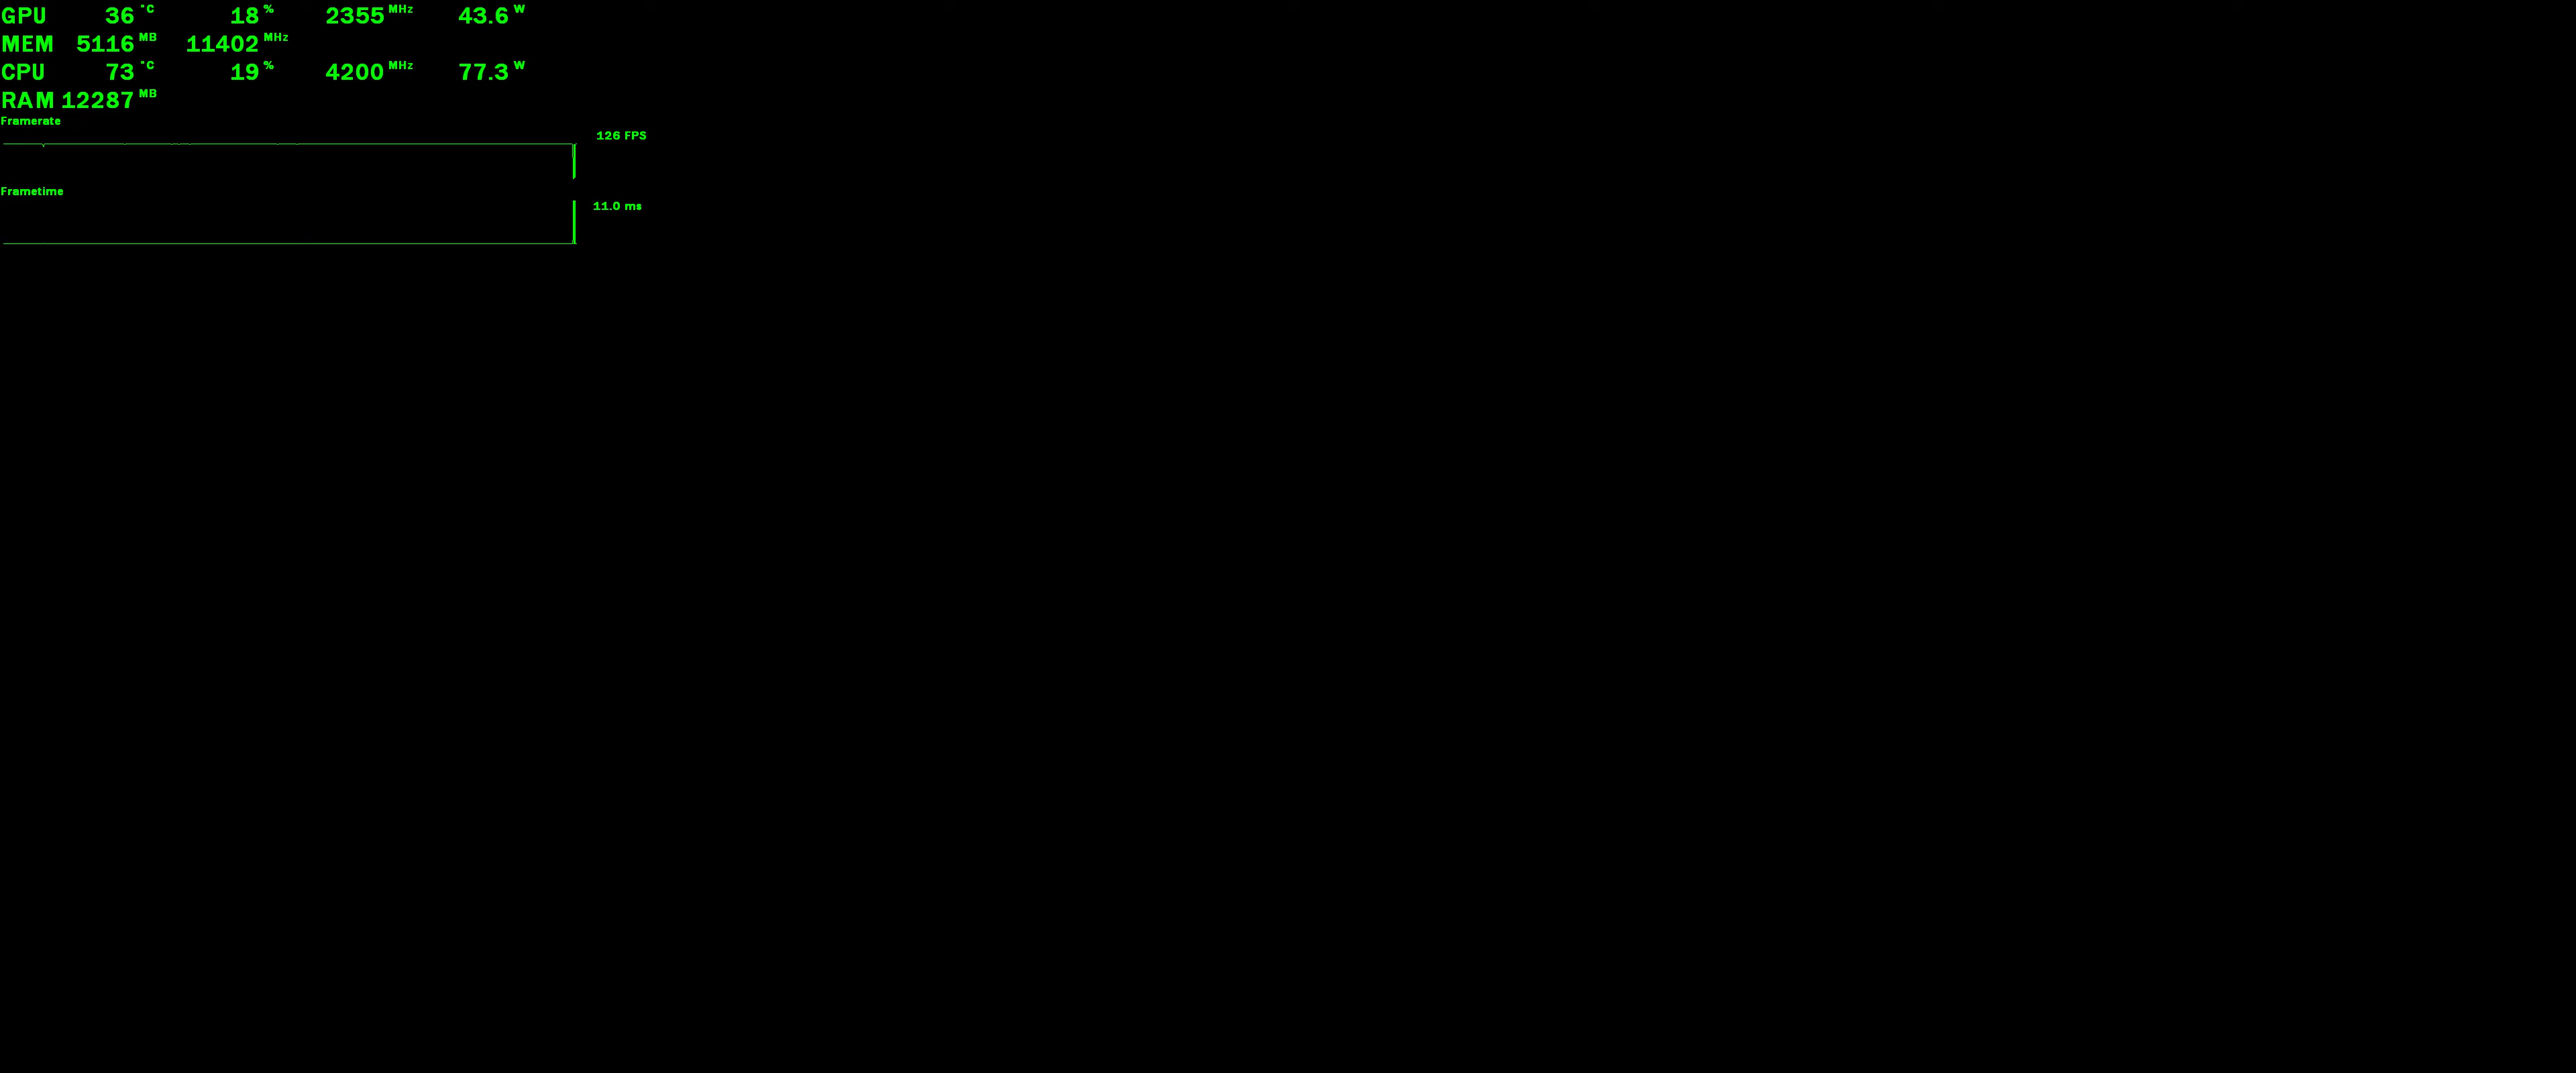 GPU 36 °C 18 % 2355 MHz 43.6 W
MEM 5116 MB 11402 MHz
CPU 73 °C 19 % 4200 MHz 77.3 W
RAM 12287 MB
Framerate
126 FPS
Frametime
11.0 ms